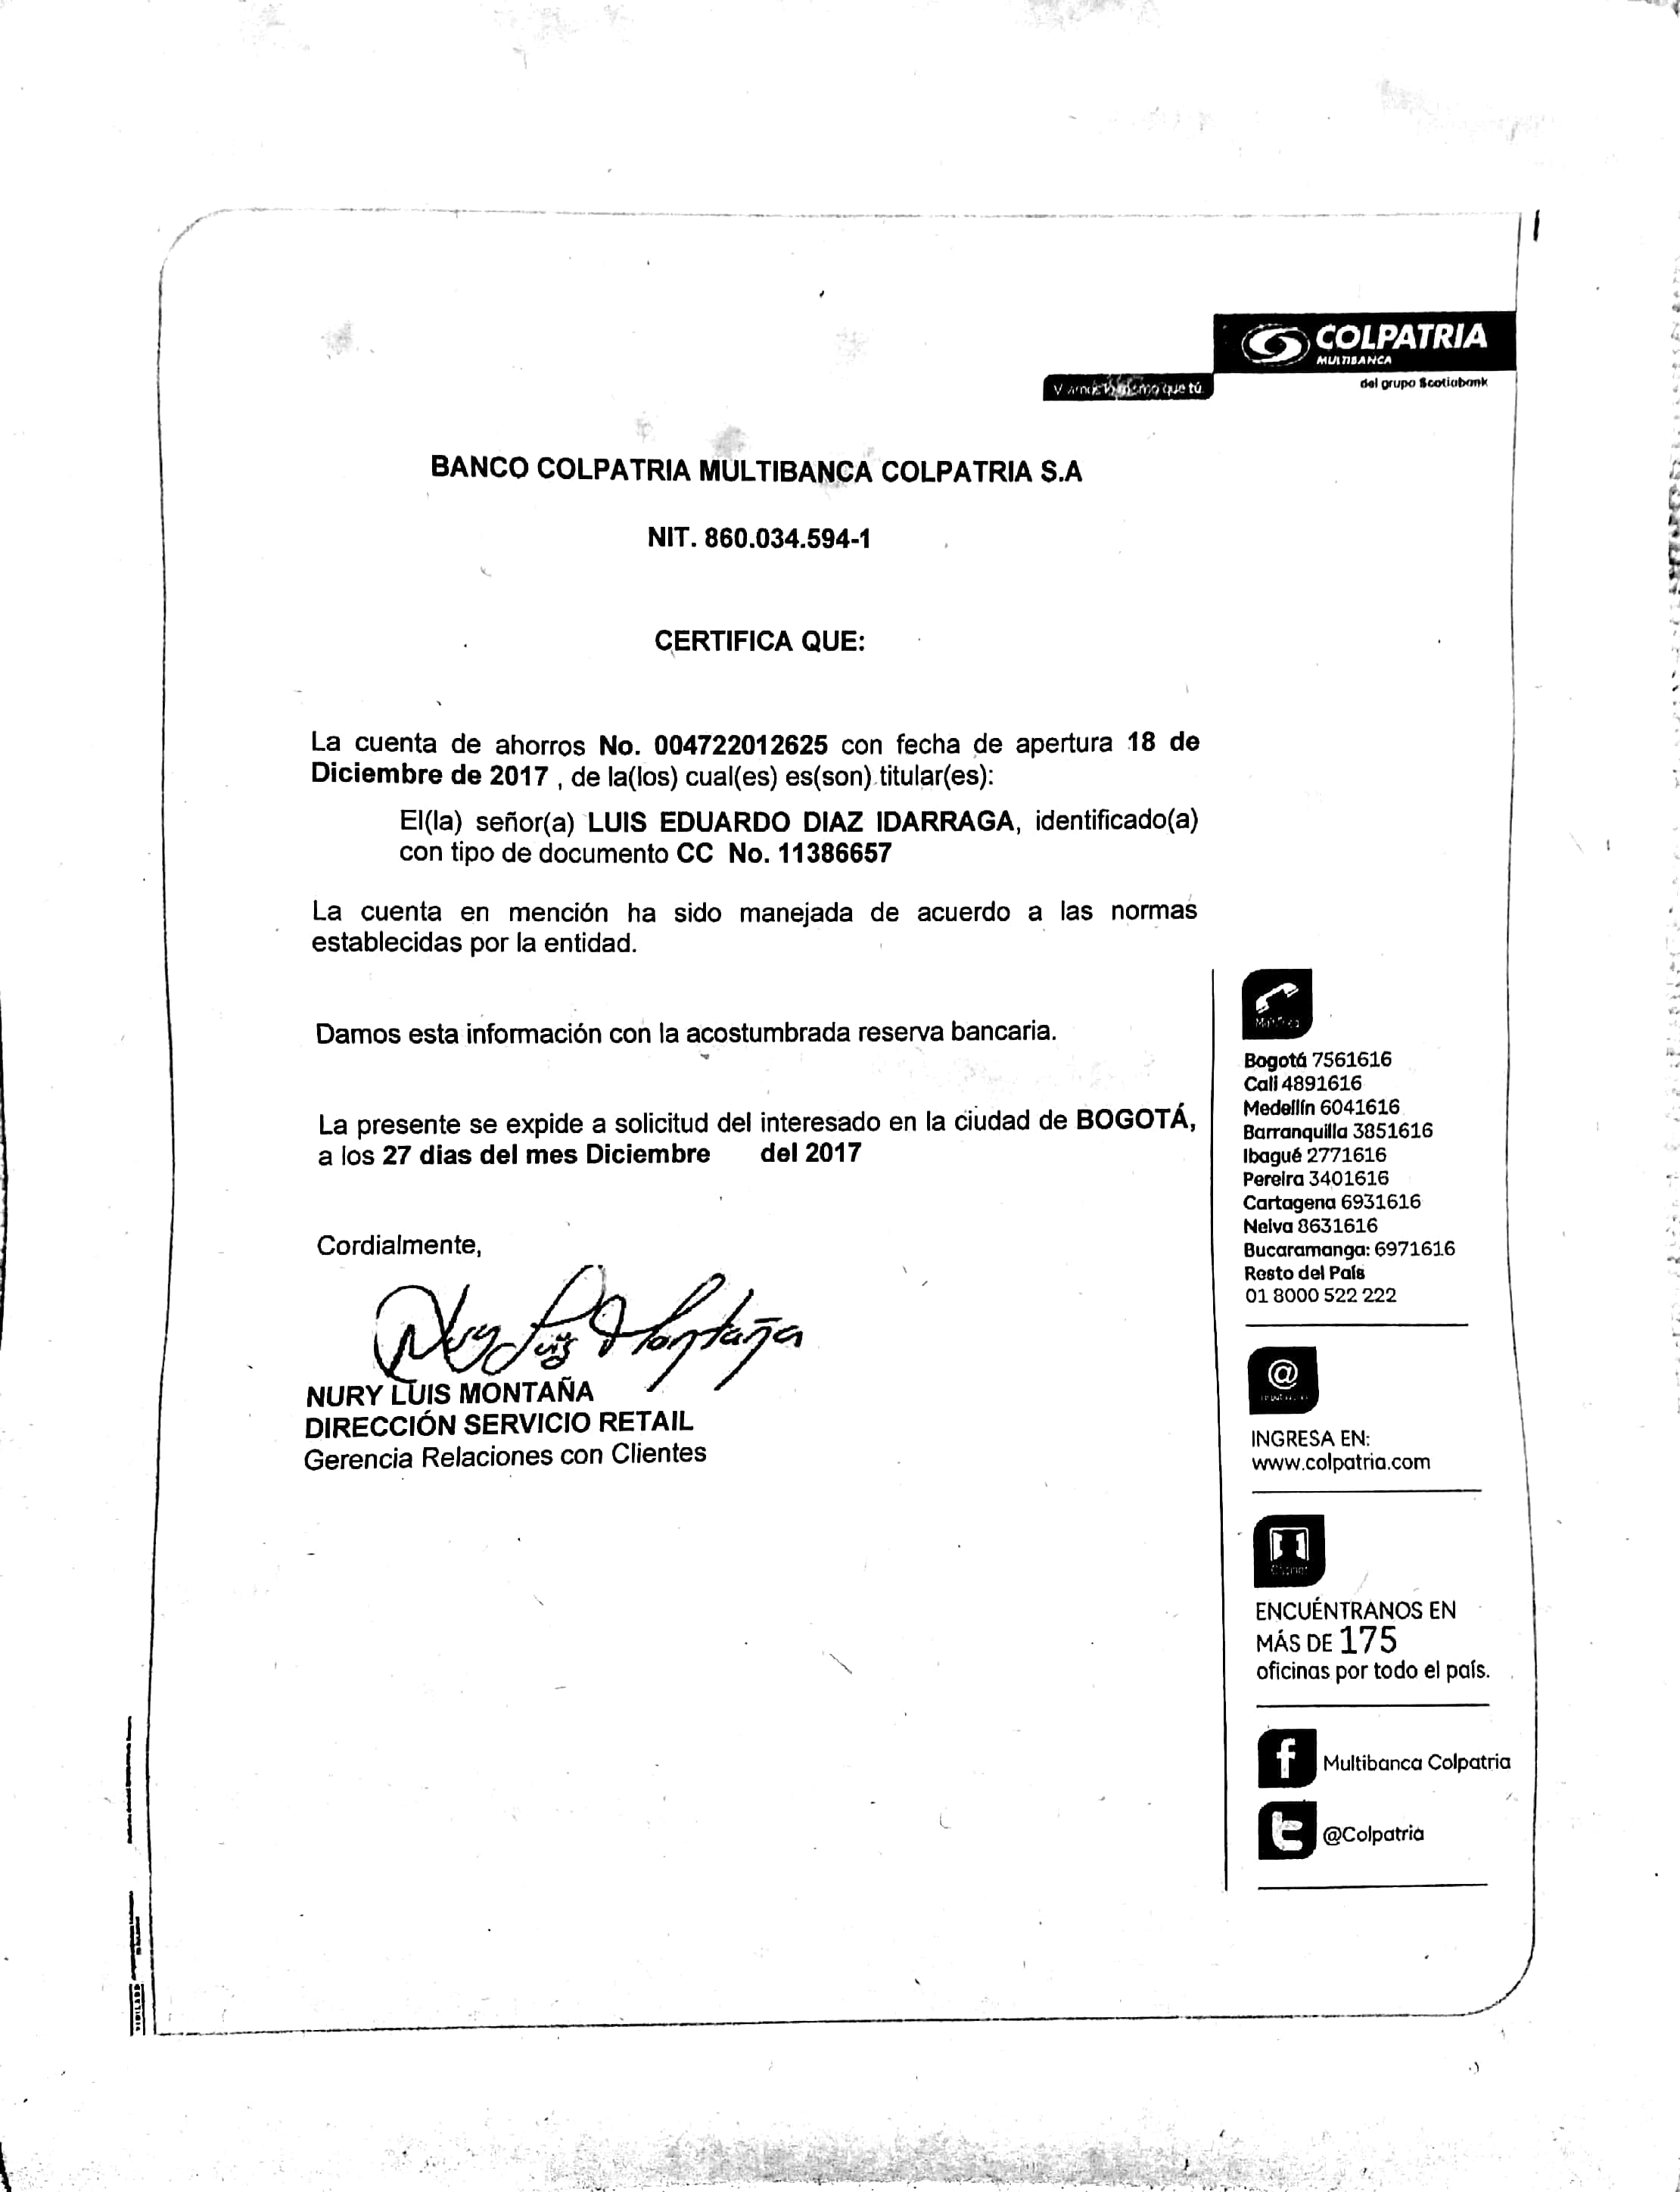 COLPATRIA
MULTIBANCA
del grupo Scotiabank
que tú
BANCO COLPATRIA MULTIBANCA COLPATRIA S.A
NIT. 860.034.594-1
CERTIFICA QUE:
La cuenta de ahorros No. 004722012625 con fecha de apertura 18 de
Diciembre de 2017 , de la(los) cual(es) es(son) titular(es):
El(la) señor(a) LUIS EDUARDO DIAZ IDARRAGA, identificado(a)
con tipo de documento CC No. 11386657
La cuenta en mención ha sido manejada de acuerdo a las normas
establecidas por la entidad.
Damos esta información con la acostumbrada reserva bancaria.
La presente se expide a solicitud del interesado en la ciudad de BOGOTÁ,
a los 27 dias del mes Diciembre del 2017
Cordialmente,
Nury Luis Montaña
NURY LUIS MONTAÑA
DIRECCIÓN SERVICIO RETAIL
Gerencia Relaciones con Clientes
Bogotá 7561616
Cali 4891616
Medellín 6041616
Barranquilla 3851616
Ibagué 2771616
Pereira 3401616
Cartagena 6931616
Neiva 8631616
Bucaramanga: 6971616
Resto del País
01 8000 522 222
@
INGRESA EN:
www.colpatria.com
ENCUÉNTRANOS EN
MÁS DE 175
oficinas por todo el país.
f Multibanca Colpatria
t @Colpatria
VIGILADO